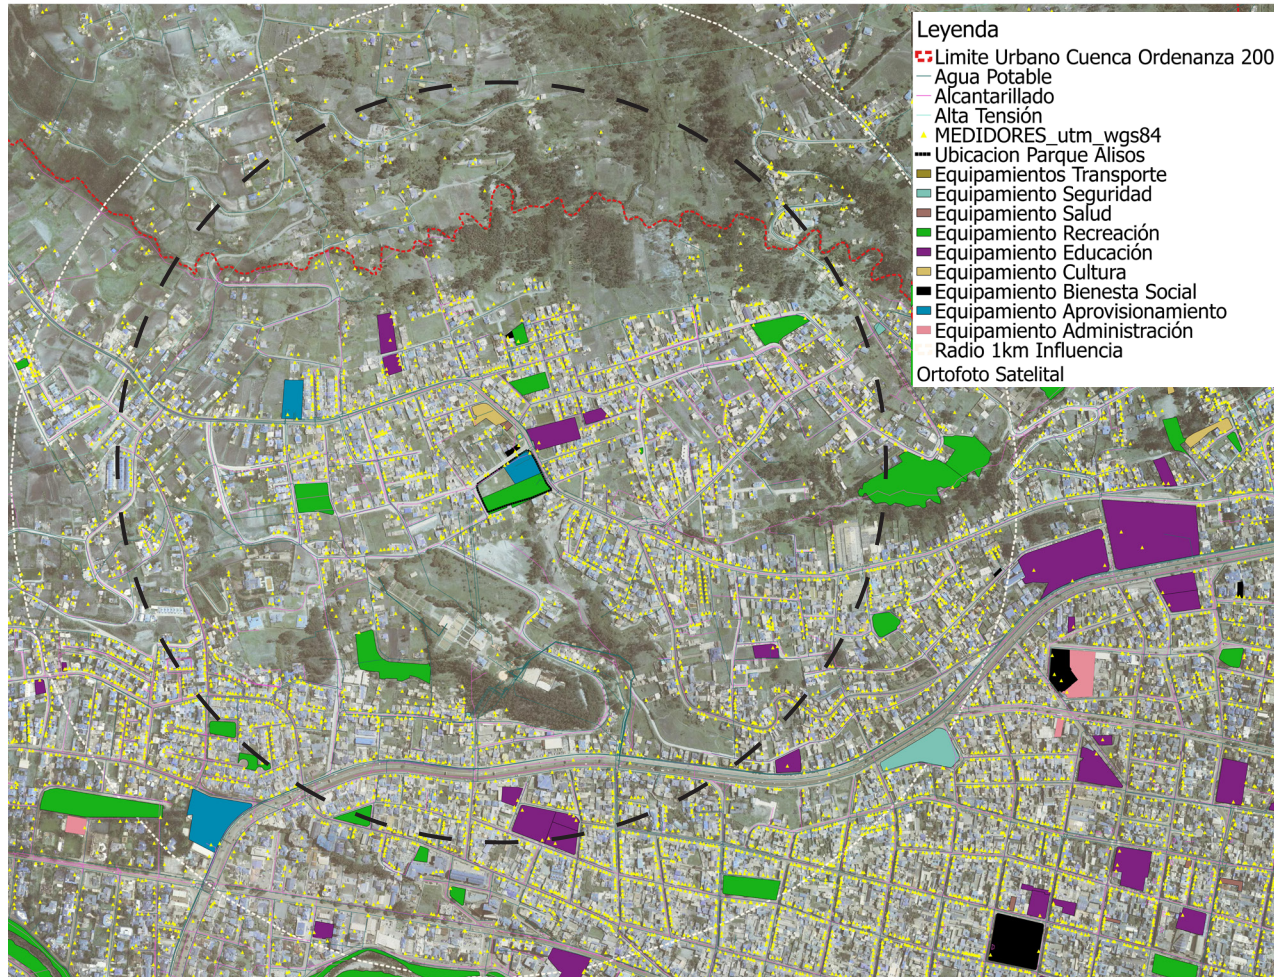 Leyenda
Limite Urbano Cuenca Ordenanza 200
Agua Potable
Alcantarillado
Alta Tensión
MEDIDORES_utm_wgs84
Ubicacion Parque Alisos
Equipamientos Transporte
Equipamiento Seguridad
Equipamiento Salud
Equipamiento Recreación
Equipamiento Educación
Equipamiento Cultura
Equipamiento Bienesta Social
Equipamiento Aprovisionamiento
Equipamiento Administración
Radio 1km Influencia
Ortofoto Satelital